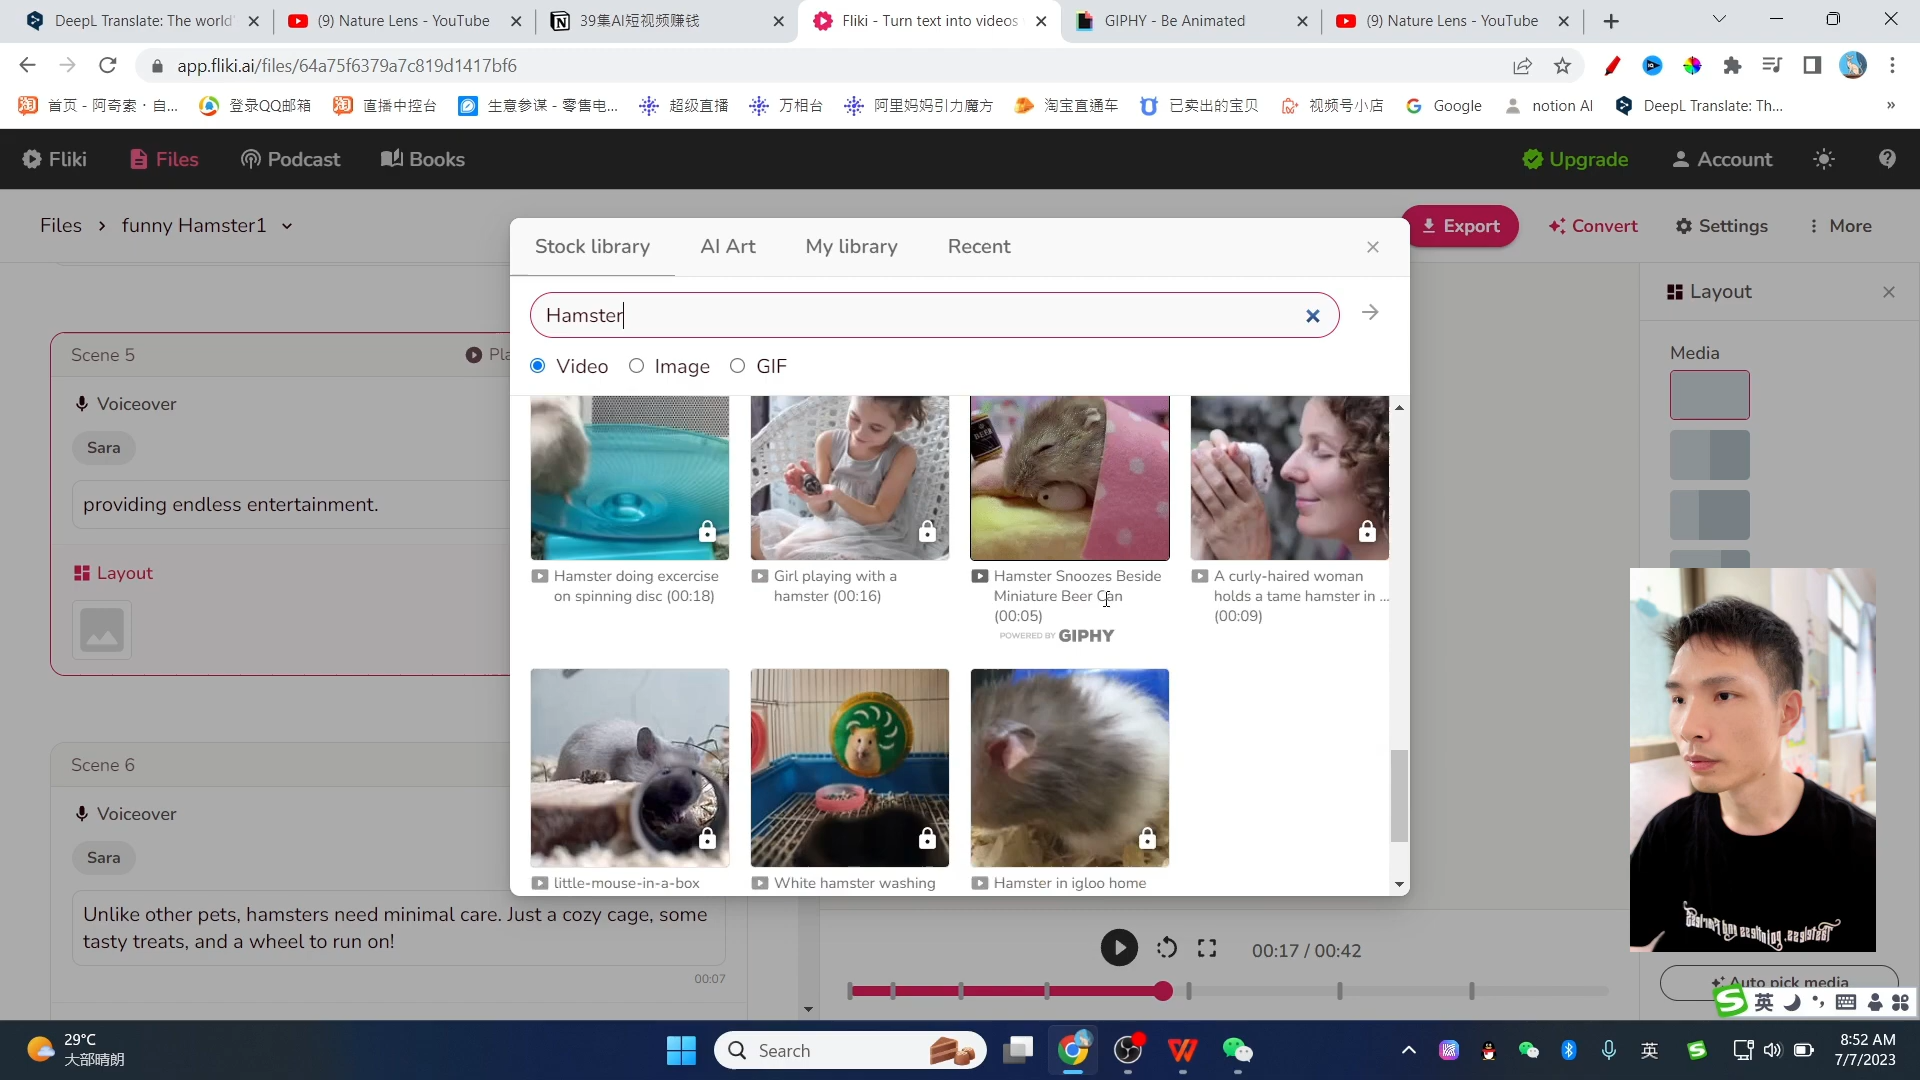 DeepL Translate: The world'
(9) Nature Lens - YouTube
39集AI短视频赚钱
Fliki - Turn text into videos
GIPHY - Be Animated
(9) Nature Lens - YouTube
app.fliki.ai/files/64a75f6379a7c819d1417bf6
首页 - 阿奇索 · 自...
登录QQ邮箱
直播中控台
生意参谋 - 零售电...
超级直播
万相台
阿里妈妈引力魔方
淘宝直通车
已卖出的宝贝
视频号小店
Google
notion AI
DeepL Translate: Th...
Fliki
Files
Podcast
Books
Upgrade
Account
Files > funny Hamster1
Export
Convert
Settings
More
Stock library
AI Art
My library
Recent
Hamster
Video
Image
GIF
Layout
Media
Scene 5
Pla
Voiceover
Sara
providing endless entertainment.
Layout
Hamster doing excercise on spinning disc (00:18)
Girl playing with a hamster (00:16)
Hamster Snoozes Beside Miniature Beer Can (00:05)
POWERED BY GIPHY
A curly-haired woman holds a tame hamster in ... (00:09)
BEER
Scene 6
Voiceover
Sara
Unlike other pets, hamsters need minimal care. Just a cozy cage, some
tasty treats, and a wheel to run on!
00:07
little-mouse-in-a-box
White hamster washing
Hamster in igloo home
00:17 / 00:42
Auto pick media
英
29°C
大部晴朗
Search
英
8:52 AM
7/7/2023